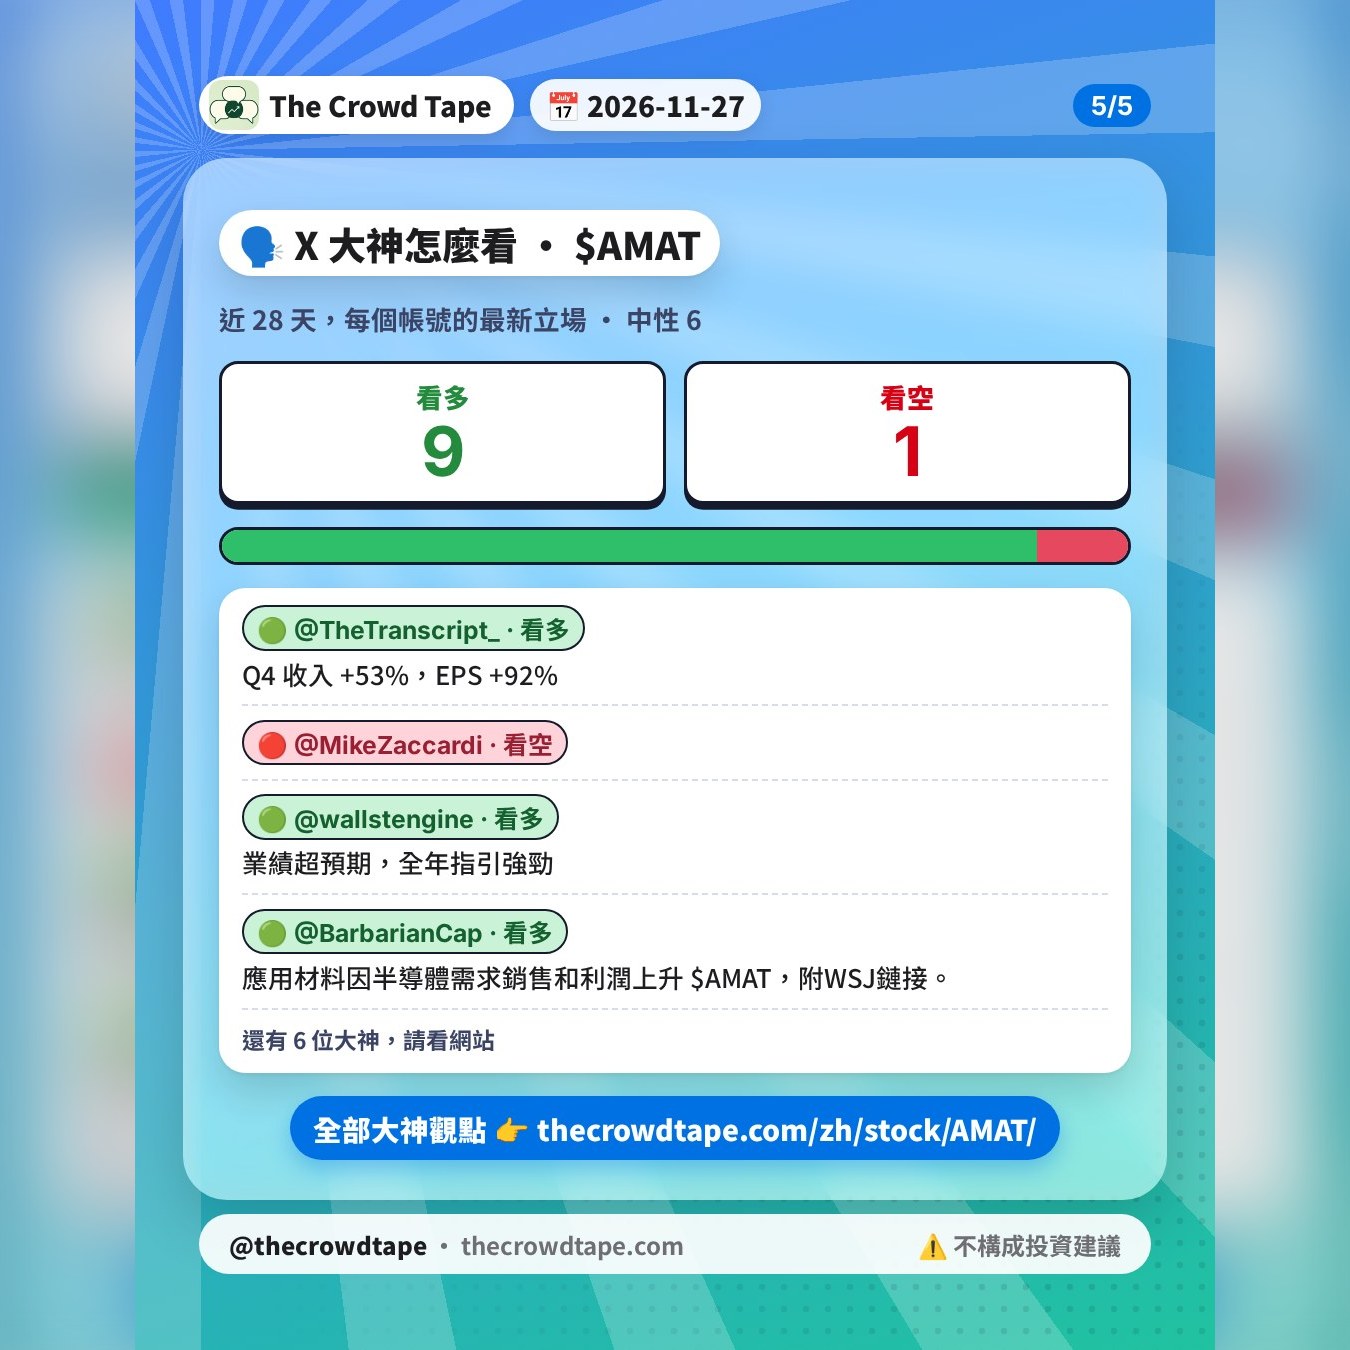 The Crowd Tape
2026-11-27
5/5
X 大神怎麼看 · $AMAT
近 28 天，每個帳號的最新立場 · 中性 6
看多
9
看空
1
@TheTranscript_ · 看多
Q4 收入 +53%，EPS +92%
@MikeZaccardi · 看空
@wallstengine · 看多
業績超預期，全年指引強勁
@BarbarianCap · 看多
應用材料因半導體需求銷售和利潤上升 $AMAT，附WSJ鏈接。
還有 6 位大神，請看網站
全部大神觀點 👉 thecrowdtape.com/zh/stock/AMAT/
@thecrowdtape · thecrowdtape.com
⚠️ 不構成投資建議